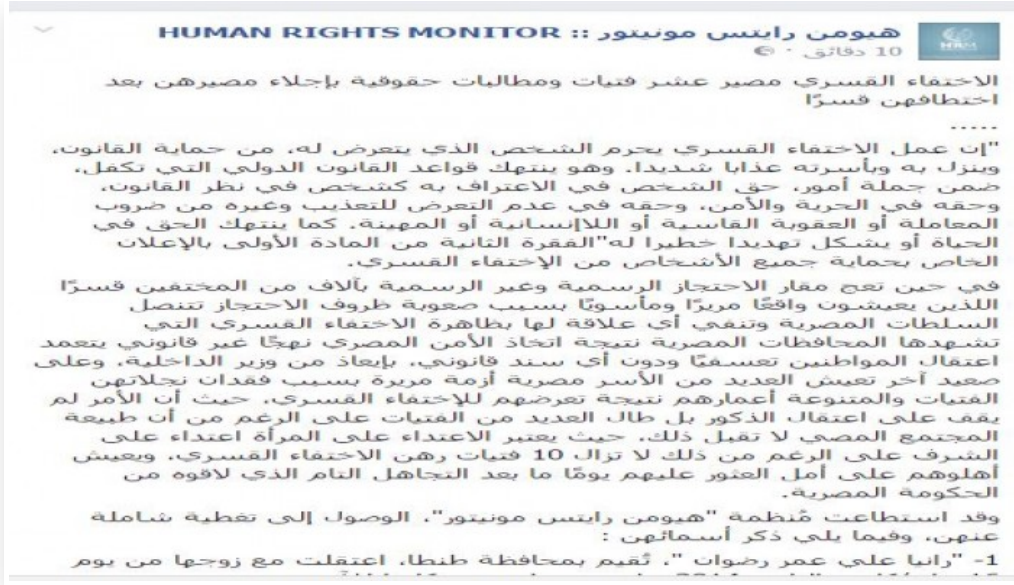 هيومن رايتس مونيتور :: HUMAN RIGHTS MONITOR
10 دقائق ·
HRM
الاختفاء القسري مصير عشر فتيات ومطالبات حقوقية بإجلاء مصيرهن بعد
اختطافهن قسرًا
.....
"إن عمل الاختفاء القسري يحرم الشخص الذي يتعرض له، من حماية القانون،
وينزل به وبأسرته عذابا شديدا. وهو ينتهك قواعد القانون الدولي التي تكفل،
ضمن جملة أمور، حق الشخص في الاعتراف به كشخص في نظر القانون،
وحقه في الحرية والأمن، وحقه في عدم التعرض للتعذيب وغيره من ضروب
المعاملة أو العقوبة القاسية أو اللاإنسانية أو المهينة. كما ينتهك الحق في
الحياة أو يشكل تهديدا خطيرا له"الفقرة الثانية من المادة الأولى بالإعلان
الخاص بحماية جميع الأشخاص من الإختفاء القسري.
في حين تعج مقار الاحتجاز الرسمية وغير الرسمية بآلاف من المختفين قسرًا
اللذين يعيشون واقعًا مريرًا ومأسويًا بسبب صعوبة ظروف الاحتجاز تتنصل
السلطات المصرية وتنفي أي علاقة لها بظاهرة الاختفاء القسري التي
تشهدها المحافظات المصرية نتيجة اتخاذ الأمن المصري نهجًا غير قانوني يتعمد
اعتقال المواطنين تعسفيًا ودون أي سند قانوني، بإيعاذ من وزير الداخلية، وعلى
صعيد آخر تعيش العديد من الأسر مصرية أزمة مريرة بسبب فقدان نجلاتهن
الفتيات والمتنوعة أعمارهم نتيجة تعرضهم للإختفاء القسري، حيث أن الأمر لم
يقف على اعتقال الذكور بل طال العديد من الفتيات على الرغم من أن طبيعة
المجتمع المصي لا تقبل ذلك، حيث يعتبر الاعتداء على المرأة اعتداء على
الشرف على الرغم من ذلك لا تزال 10 فتيات رهن الاختفاء القسري، ويعيش
أهلوهم على أمل العثور عليهم يومًا ما بعد التجاهل التام الذي لاقوه من
الحكومة المصرية.
وقد استطاعت مُنظمة "هيومن رايتس مونيتور"، الوصول إلى تغطية شاملة
عنهن، وفيما يلي ذكر أسمائهن :
1- "رانيا علي عمر رضوان "، تُقيم بمحافظة طنطا، اعتقلت مع زوجها من يوم